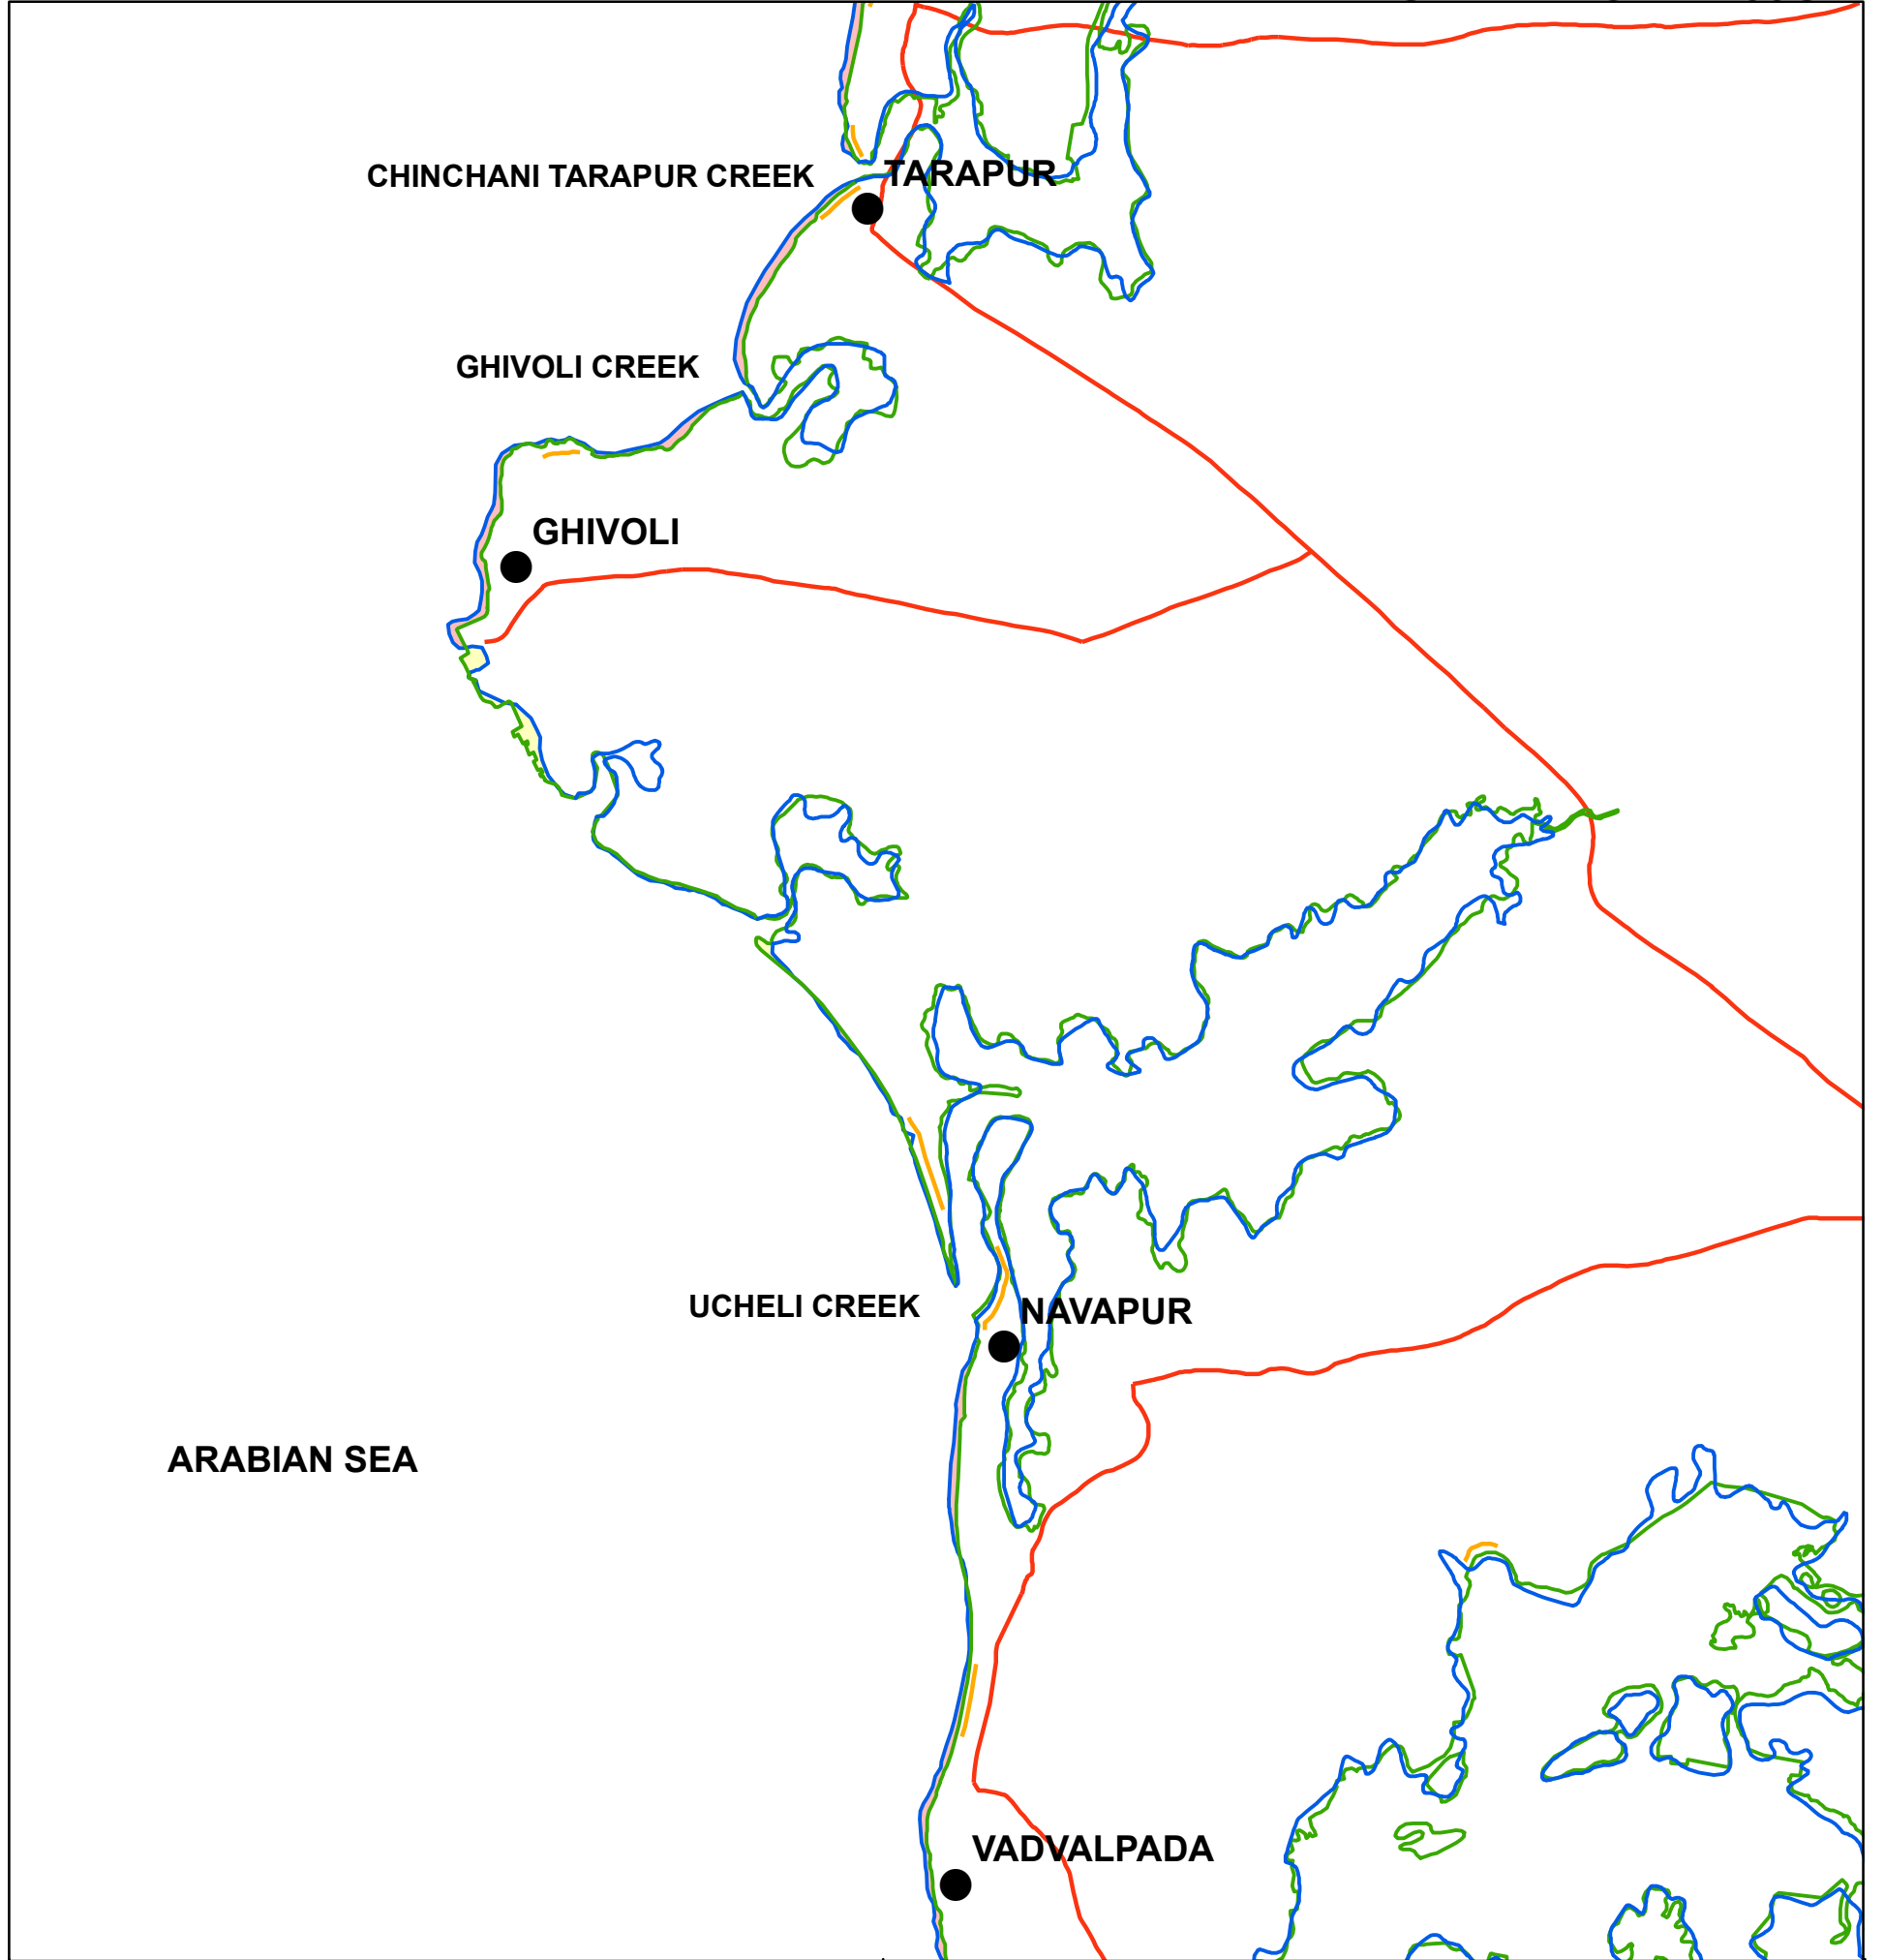 TARAPUR
CHINCHANI TARAPUR CREEK
GHIVOLI CREEK
GHIVOLI
UCHELI CREEK
NAVAPUR
ARABIAN SEA
VADVALPADA